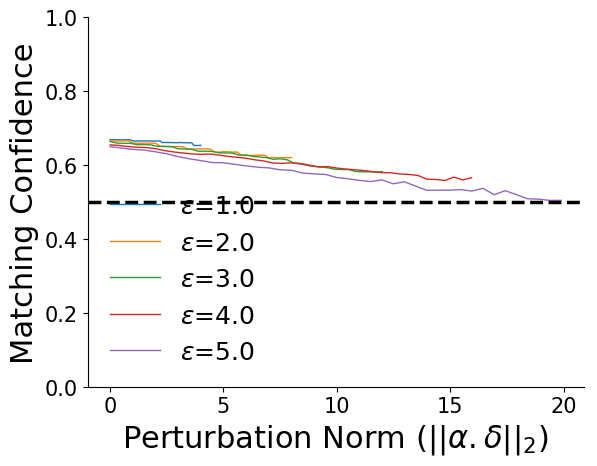 1.0
0.8
0.6
0.4
0.2
0.0
Matching Confidence
ε=1.0
ε=2.0
ε=3.0
ε=4.0
ε=5.0
0 5 10 15 20
Perturbation Norm (||α.δ||₂)